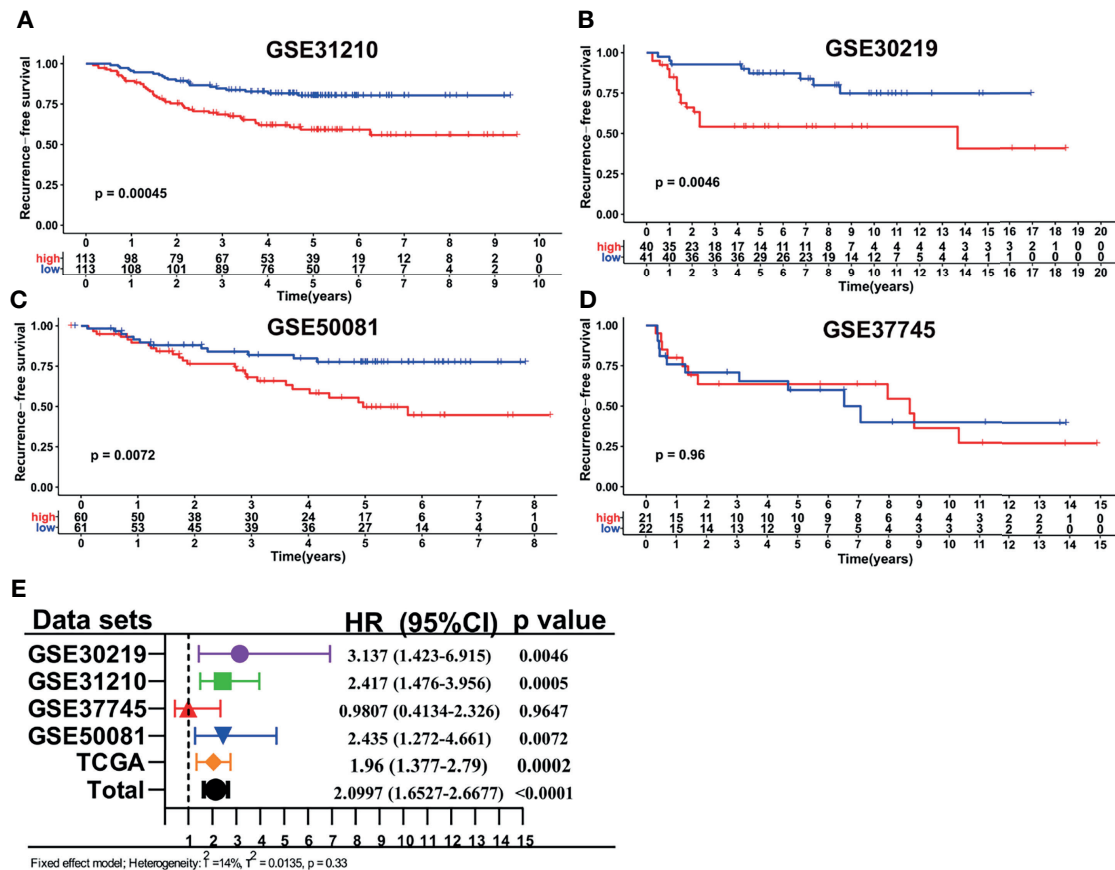 A
GSE31210
Recurrence-free survival
1.00
0.75
0.50
0.25
0.00
p = 0.00045
0 1 2 3 4 5 6 7 8 9 10
high 113 98 79 67 53 39 19 12 8 2 0
low 113 108 101 89 76 50 17 7 4 2 0
0 1 2 3 4 5 6 7 8 9 10
Time(years)
B
GSE30219
Recurrence-free survival
1.00
0.75
0.50
0.25
0.00
p = 0.0046
0 1 2 3 4 5 6 7 8 9 10 11 12 13 14 15 16 17 18 19 20
high 40 35 23 18 17 14 11 11 8 7 4 4 4 4 3 3 3 2 1 0 0
low 41 40 36 36 36 29 26 23 19 14 12 7 5 4 4 1 1 0 0 0 0
0 1 2 3 4 5 6 7 8 9 10 11 12 13 14 15 16 17 18 19 20
Time(years)
C
GSE50081
Recurrence-free survival
1.00
0.75
0.50
0.25
0.00
p = 0.0072
0 1 2 3 4 5 6 7 8
high 60 50 38 30 24 17 6 3 1
low 61 53 45 39 36 27 14 4 0
0 1 2 3 4 5 6 7 8
Time(years)
D
GSE37745
Recurrence-free survival
1.00
0.75
0.50
0.25
0.00
p = 0.96
0 1 2 3 4 5 6 7 8 9 10 11 12 13 14 15
high 21 15 11 10 10 10 9 8 6 4 4 3 2 2 1 0
low 22 15 14 13 12 9 7 5 4 3 3 3 2 2 0 0
0 1 2 3 4 5 6 7 8 9 10 11 12 13 14 15
Time(years)
E
Data sets HR (95%CI) p value
GSE30219 3.137 (1.423-6.915) 0.0046
GSE31210 2.417 (1.476-3.956) 0.0005
GSE37745 0.9807 (0.4134-2.326) 0.9647
GSE50081 2.435 (1.272-4.661) 0.0072
TCGA 1.96 (1.377-2.79) 0.0002
Total 2.0997 (1.6527-2.6677) <0.0001
1 2 3 4 5 6 7 8 9 10 11 12 13 14 15
Fixed effect model; Heterogeneity: I² =14%, τ² = 0.0135, p = 0.33